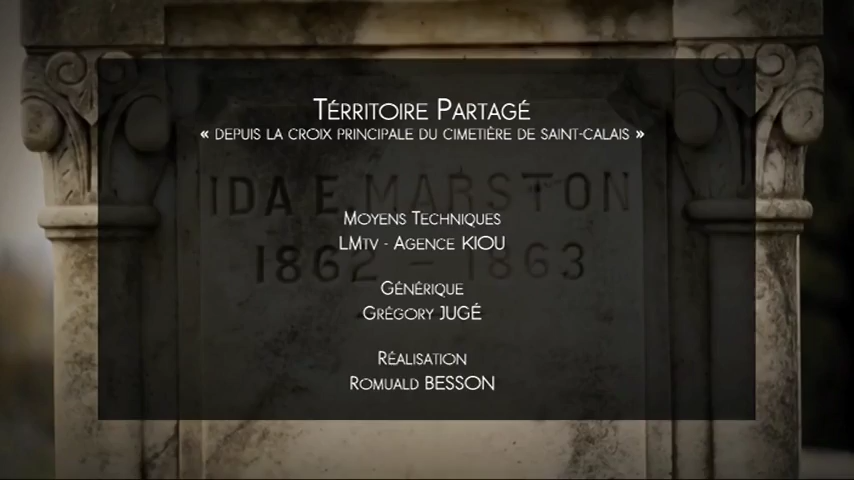 TÉRRITOIRE PARTAGÉ
« DEPUIS LA CROIX PRINCIPALE DU CIMETIÈRE DE SAINT-CALAIS »
IDA E. MARSTON
MOYENS TECHNIQUES
LMTV - AGENCE KIOU
1862 - 1863
GÉNÉRIQUE
GRÉGORY JUGÉ
RÉALISATION
ROMUALD BESSON